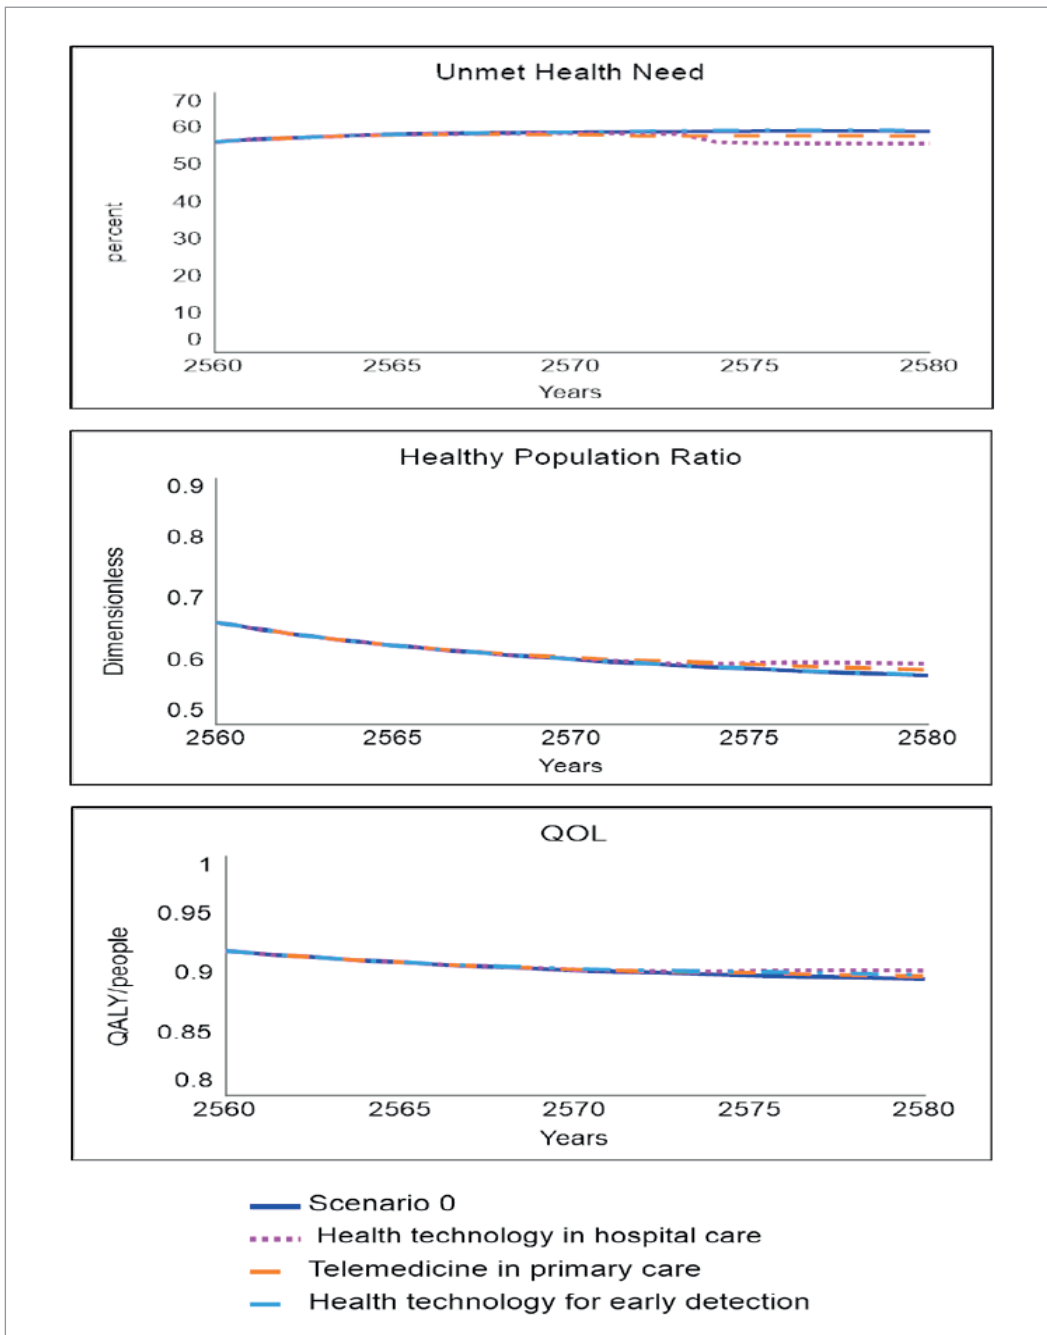 Unmet Health Need
70
60
50
40
30
20
10
0
percent
2560 2565 2570 2575 2580
Years
Healthy Population Ratio
0.9
0.8
0.7
0.6
0.5
Dimensionless
2560 2565 2570 2575 2580
Years
QOL
1
0.95
0.9
0.85
0.8
QALY/people
2560 2565 2570 2575 2580
Years
Scenario 0
Health technology in hospital care
Telemedicine in primary care
Health technology for early detection